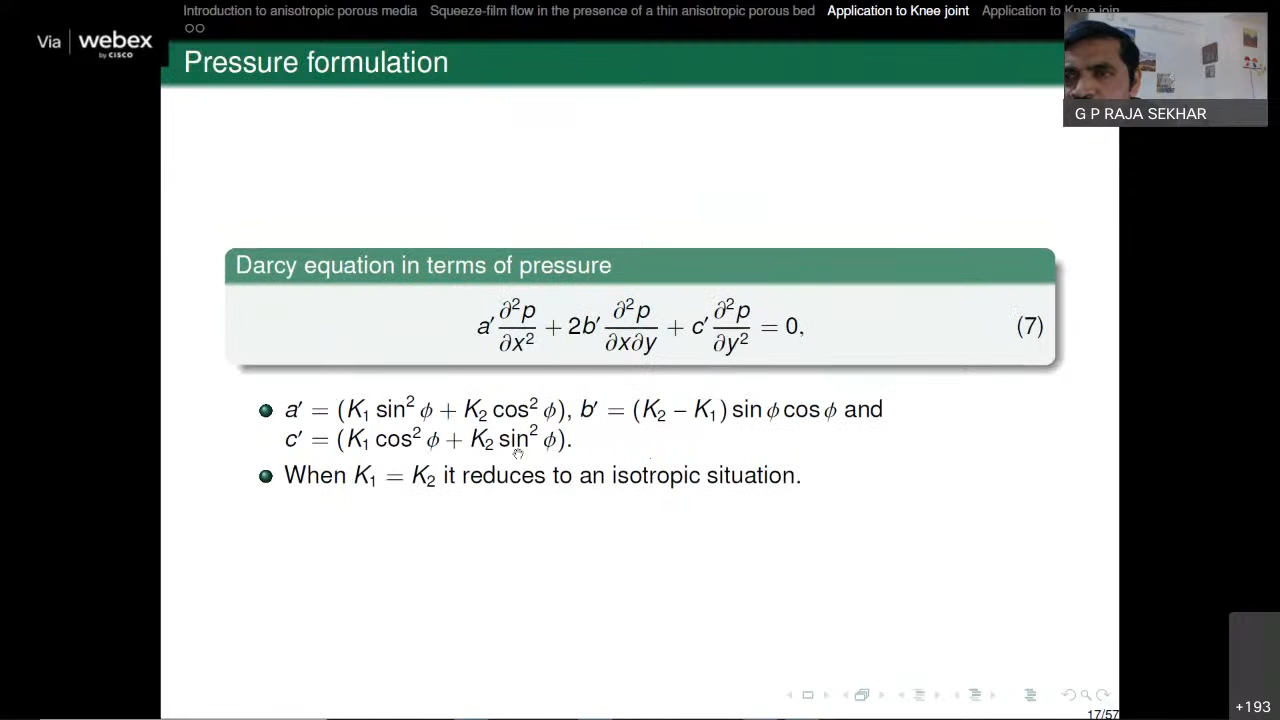 Introduction to anisotropic porous media Squeeze-film flow in the presence of a thin anisotropic porous bed Application to Knee joint Application to Knee join
Via | webex
by CISCO
Pressure formulation
G P RAJA SEKHAR
Darcy equation in terms of pressure
a′ ∂²p/∂x² + 2b′ ∂²p/∂x∂y + c′ ∂²p/∂y² = 0, (7)
a′ = (K₁ sin² ϕ + K₂ cos² ϕ), b′ = (K₂ − K₁) sin ϕ cos ϕ and
c′ = (K₁ cos² ϕ + K₂ sin² ϕ).
When K₁ = K₂ it reduces to an isotropic situation.
17/57
+193